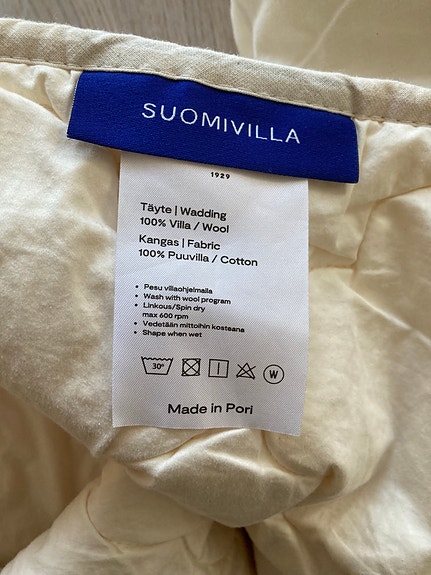 SUOMIVILLA
1929
Täyte | Wadding
100% Villa / Wool
Kangas | Fabric
100% Puuvilla / Cotton
• Pesu villaohjelmalla
• Wash with wool program
• Linkous/Spin dry
max 600 rpm
• Vedetään mittoihin kosteana
• Shape when wet
30°
W
Made in Pori